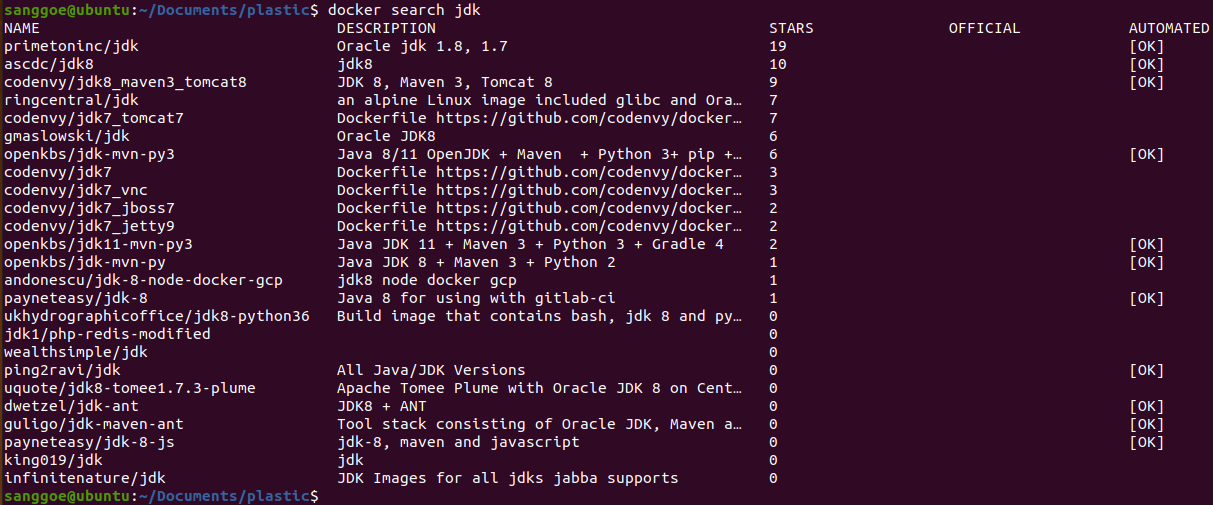 sanggoe@ubuntu:~/Documents/plastic$ docker search jdk
NAME DESCRIPTION STARS OFFICIAL AUTOMATED
primetoninc/jdk Oracle jdk 1.8, 1.7 19 [OK]
ascdc/jdk8 jdk8 10 [OK]
codenvy/jdk8_maven3_tomcat8 JDK 8, Maven 3, Tomcat 8 9 [OK]
ringcentral/jdk an alpine Linux image included glibc and Ora… 7
codenvy/jdk7_tomcat7 Dockerfile https://github.com/codenvy/docker… 7
gmaslowski/jdk Oracle JDK8 6
openkbs/jdk-mvn-py3 Java 8/11 OpenJDK + Maven + Python 3+ pip +… 6 [OK]
codenvy/jdk7 Dockerfile https://github.com/codenvy/docker… 3
codenvy/jdk7_vnc Dockerfile https://github.com/codenvy/docker… 3
codenvy/jdk7_jboss7 Dockerfile https://github.com/codenvy/docker… 2
codenvy/jdk7_jetty9 Dockerfile https://github.com/codenvy/docker… 2
openkbs/jdk11-mvn-py3 Java JDK 11 + Maven 3 + Python 3 + Gradle 4 2 [OK]
openkbs/jdk-mvn-py Java JDK 8 + Maven 3 + Python 2 1 [OK]
andonescu/jdk-8-node-docker-gcp jdk8 node docker gcp 1
payneteasy/jdk-8 Java 8 for using with gitlab-ci 1 [OK]
ukhydrographicoffice/jdk8-python36 Build image that contains bash, jdk 8 and py… 0
jdk1/php-redis-modified 0
wealthsimple/jdk 0
ping2ravi/jdk All Java/JDK Versions 0 [OK]
uquote/jdk8-tomee1.7.3-plume Apache Tomee Plume with Oracle JDK 8 on Cent… 0
dwetzel/jdk-ant JDK8 + ANT 0 [OK]
guligo/jdk-maven-ant Tool stack consisting of Oracle JDK, Maven a… 0 [OK]
payneteasy/jdk-8-js jdk-8, maven and javascript 0 [OK]
king019/jdk jdk 0
infinitenature/jdk JDK Images for all jdks jabba supports 0
sanggoe@ubuntu:~/Documents/plastic$